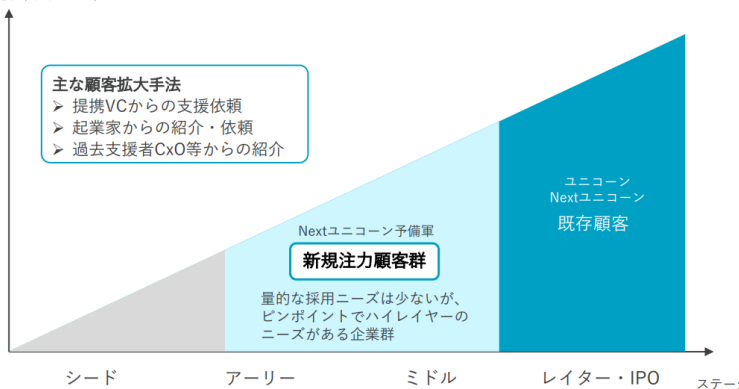 主な顧客拡大手法
➢ 提携VCからの支援依頼
➢ 起業家からの紹介・依頼
➢ 過去支援者CxO等からの紹介
ユニコーン
Nextユニコーン
既存顧客
Nextユニコーン予備軍
新規注力顧客群
量的な採用ニーズは少ないが、
ピンポイントでハイレイヤーの
ニーズがある企業群
シード
アーリー
ミドル
レイター・IPO
ステー